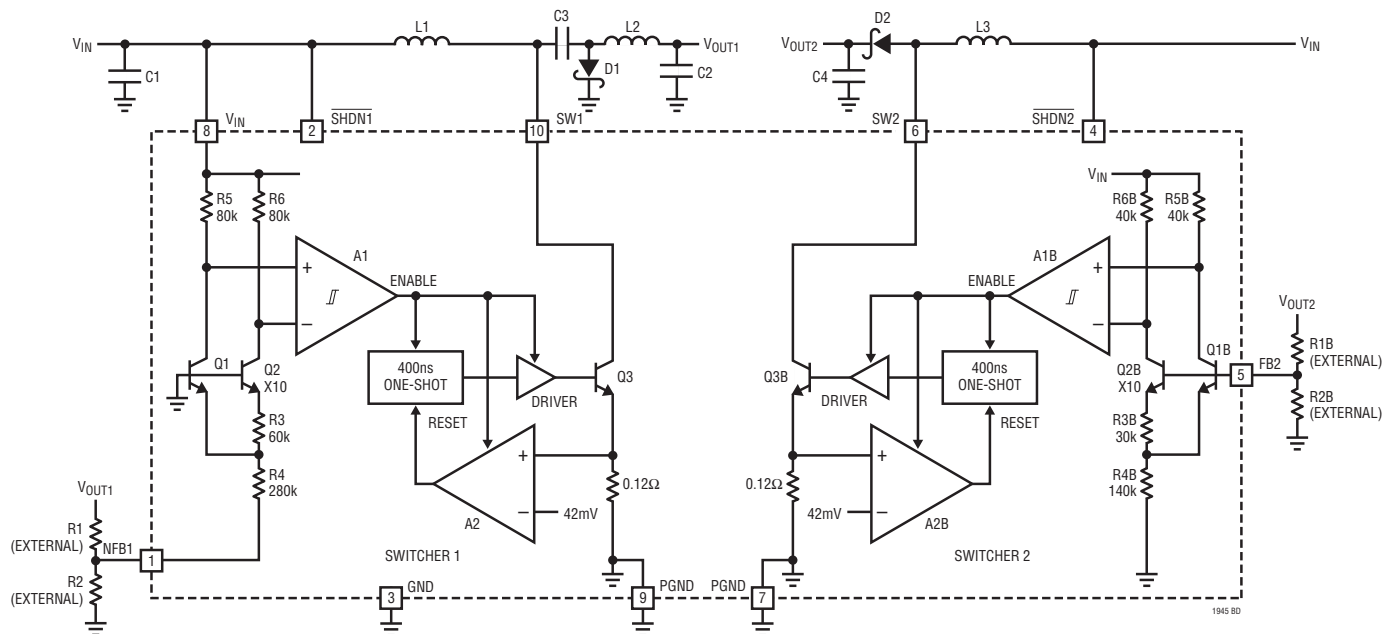 VIN
C1
L1
C3
L2
VOUT1
D1
C2
VOUT2
D2
L3
VIN
C4
8
VIN
2
SHDN1
10
SW1
SW2
6
SHDN2
4
R5
80k
R6
80k
A1
+
–
ENABLE
Q1
Q2
X10
R3
60k
R4
280k
400ns
ONE-SHOT
DRIVER
Q3
RESET
A2
+
–
42mV
0.12Ω
VOUT1
R1
(EXTERNAL)
NFB1
1
R2
(EXTERNAL)
SWITCHER 1
3
GND
9
PGND
PGND
7
VIN
R6B
40k
R5B
40k
A1B
+
–
ENABLE
Q3B
DRIVER
400ns
ONE-SHOT
RESET
Q2B
X10
Q1B
5
FB2
VOUT2
R1B
(EXTERNAL)
R2B
(EXTERNAL)
R3B
30k
R4B
140k
0.12Ω
+
–
42mV
A2B
SWITCHER 2
1945 BD